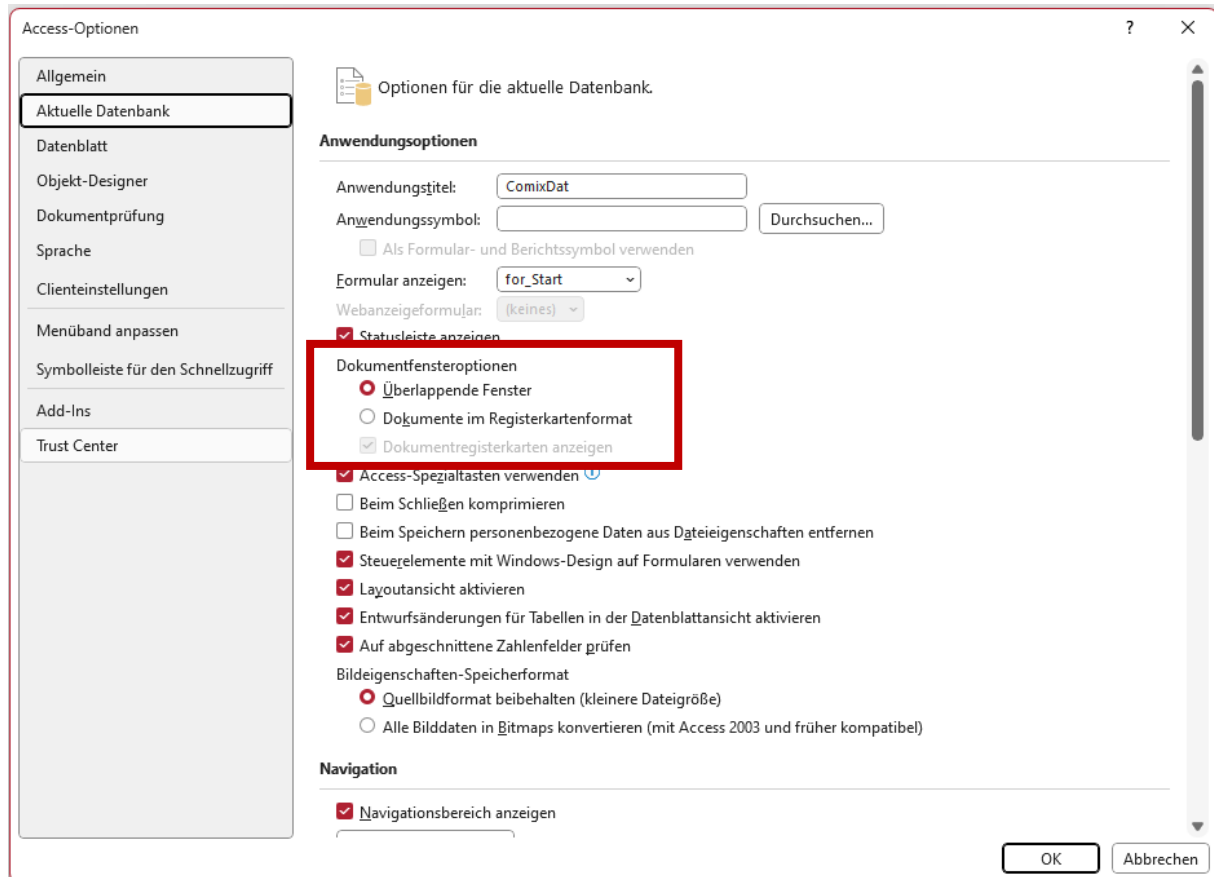 Access-Optionen
?
Allgemein
Aktuelle Datenbank
Datenblatt
Objekt-Designer
Dokumentprüfung
Sprache
Clienteinstellungen
Menüband anpassen
Symbolleiste für den Schnellzugriff
Add-Ins
Trust Center
Optionen für die aktuelle Datenbank.
Anwendungsoptionen
Anwendungstitel: ComixDat
Anwendungssymbol: Durchsuchen...
Als Formular- und Berichtssymbol verwenden
Formular anzeigen: for_Start
Webanzeigeformular: (keines)
Statusleiste anzeigen
Dokumentfensteroptionen
Überlappende Fenster
Dokumente im Registerkartenformat
Dokumentregisterkarten anzeigen
Access-Spezialtasten verwenden
Beim Schließen komprimieren
Beim Speichern personenbezogene Daten aus Dateieigenschaften entfernen
Steuerelemente mit Windows-Design auf Formularen verwenden
Layoutansicht aktivieren
Entwurfsänderungen für Tabellen in der Datenblattansicht aktivieren
Auf abgeschnittene Zahlenfelder prüfen
Bildeigenschaften-Speicherformat
Quellbildformat beibehalten (kleinere Dateigröße)
Alle Bilddaten in Bitmaps konvertieren (mit Access 2003 und früher kompatibel)
Navigation
Navigationsbereich anzeigen
OK Abbrechen